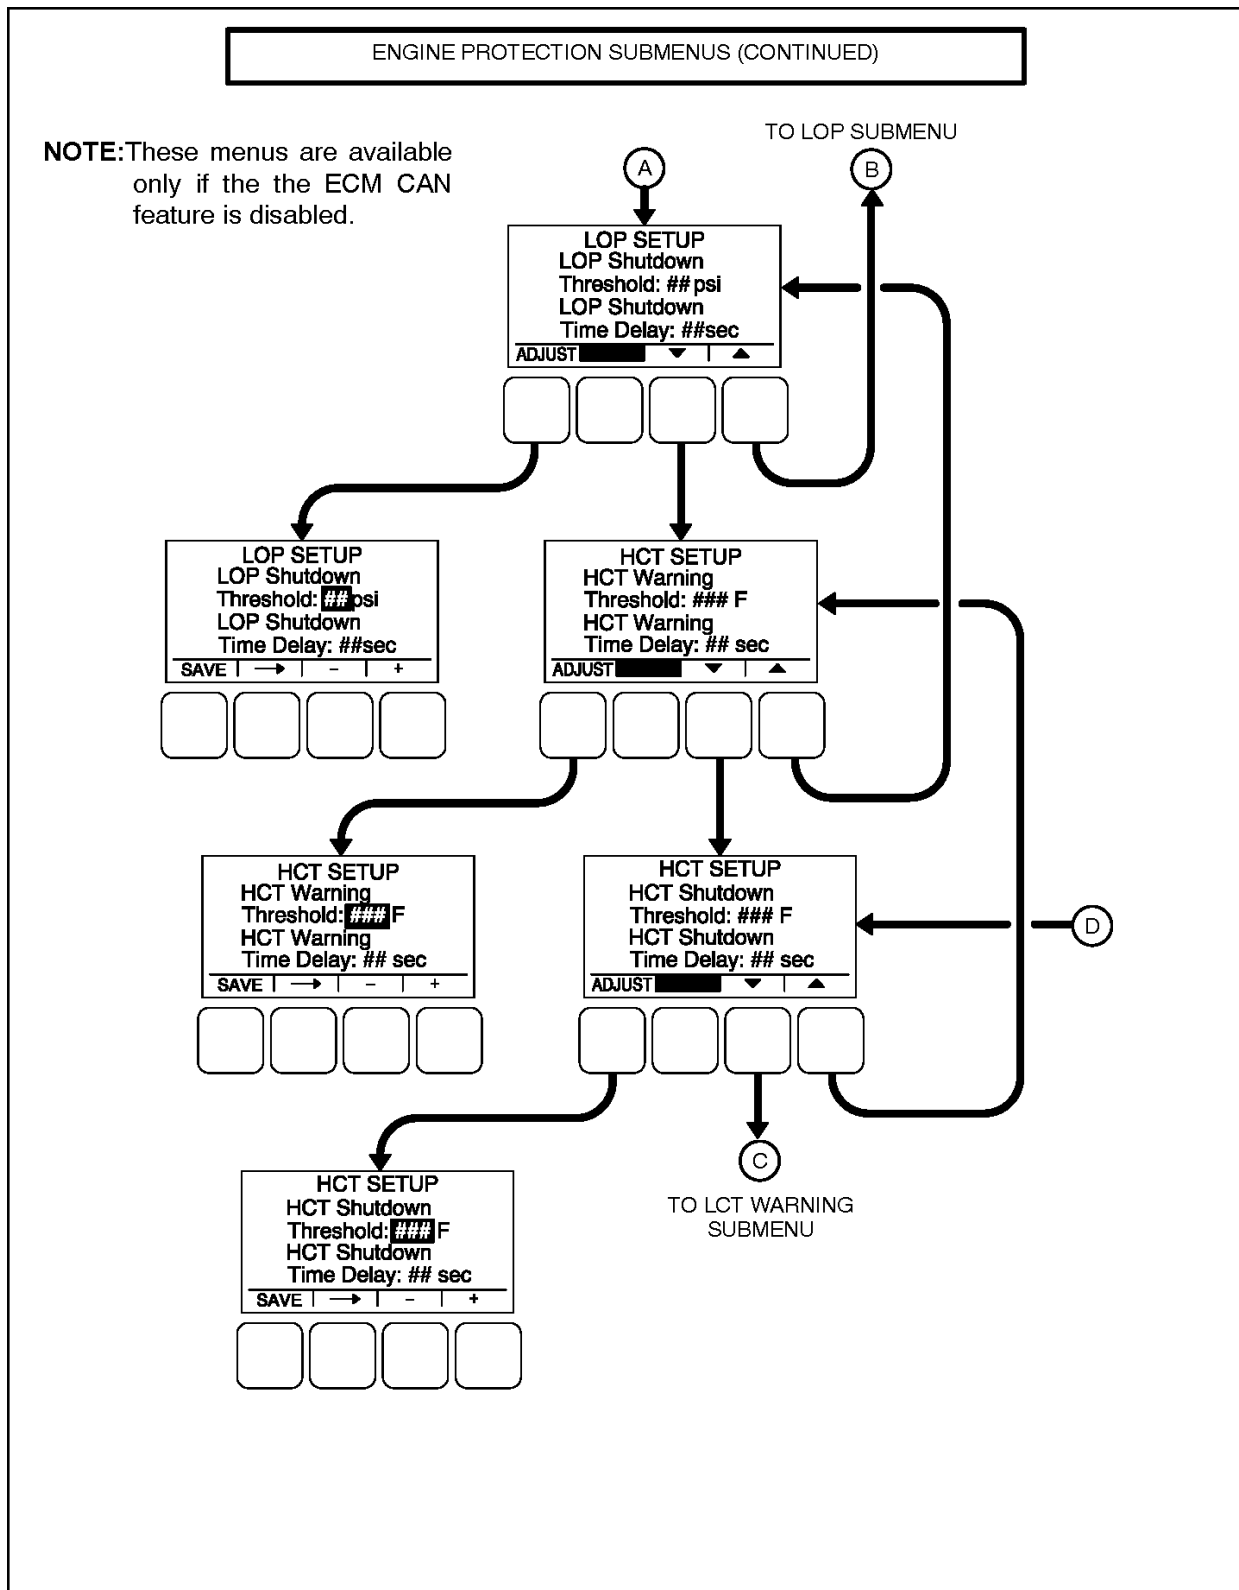 ENGINE PROTECTION SUBMENUS (CONTINUED)
NOTE:These menus are available
only if the the ECM CAN
feature is disabled.
TO LOP SUBMENU
A
B
LOP SETUP
LOP Shutdown
Threshold: ## psi
LOP Shutdown
Time Delay: ##sec
ADJUST ▼ ▲
LOP SETUP
LOP Shutdown
Threshold: ##psi
LOP Shutdown
Time Delay: ##sec
SAVE → - +
HCT SETUP
HCT Warning
Threshold: ### F
HCT Warning
Time Delay: ## sec
ADJUST ▼ ▲
HCT SETUP
HCT Warning
Threshold: ### F
HCT Warning
Time Delay: ## sec
SAVE → - +
HCT SETUP
HCT Shutdown
Threshold: ### F
HCT Shutdown
Time Delay: ## sec
ADJUST ▼ ▲
D
C
TO LCT WARNING
SUBMENU
HCT SETUP
HCT Shutdown
Threshold: ### F
HCT Shutdown
Time Delay: ## sec
SAVE → - +